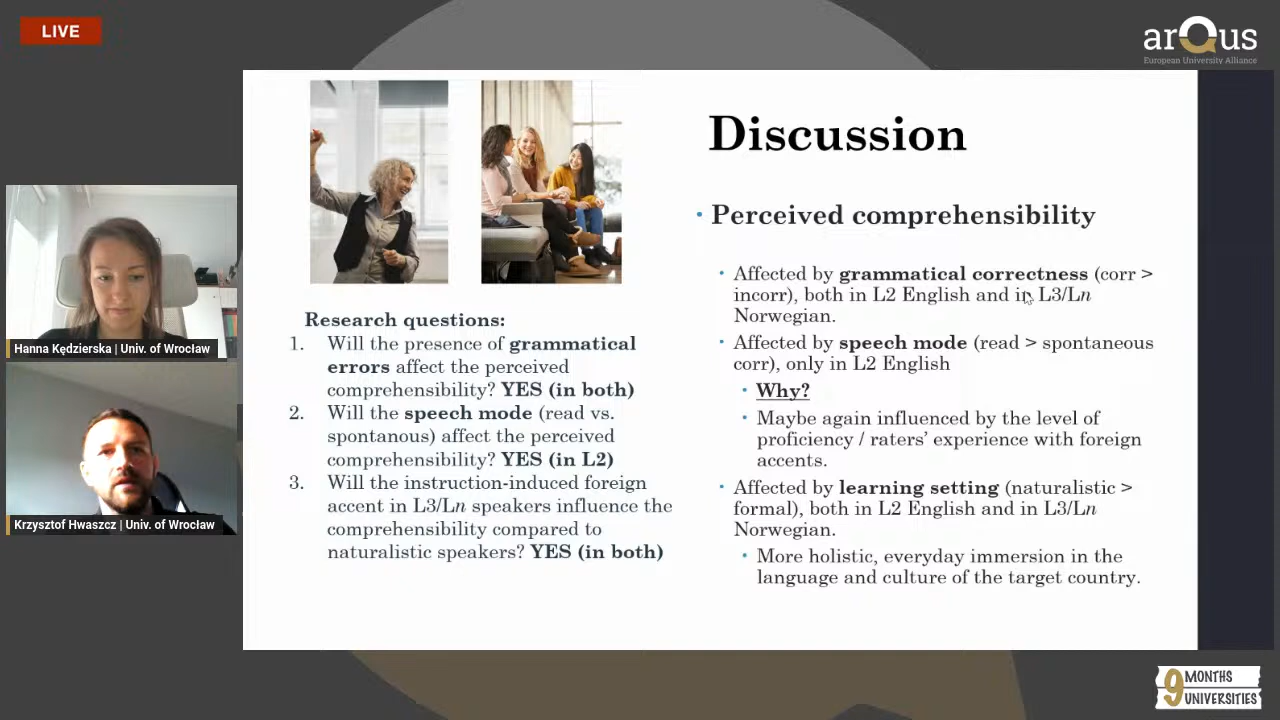 LIVE
arQus
European University Alliance
Discussion
Perceived comprehensibility
Affected by grammatical correctness (corr >
incorr), both in L2 English and in L3/Ln
Norwegian.
Affected by speech mode (read > spontaneous
corr), only in L2 English
Why?
Maybe again influenced by the level of
proficiency / raters' experience with foreign
accents.
Affected by learning setting (naturalistic >
formal), both in L2 English and in L3/Ln
Norwegian.
More holistic, everyday immersion in the
language and culture of the target country.
Research questions:
1. Will the presence of grammatical
errors affect the perceived
comprehensibility? YES (in both)
2. Will the speech mode (read vs.
spontanous) affect the perceived
comprehensibility? YES (in L2)
3. Will the instruction-induced foreign
accent in L3/Ln speakers influence the
comprehensibility compared to
naturalistic speakers? YES (in both)
Hanna Kędzierska | Univ. of Wrocław
Krzysztof Hwaszcz | Univ. of Wrocław
9 MONTHS
UNIVERSITIES